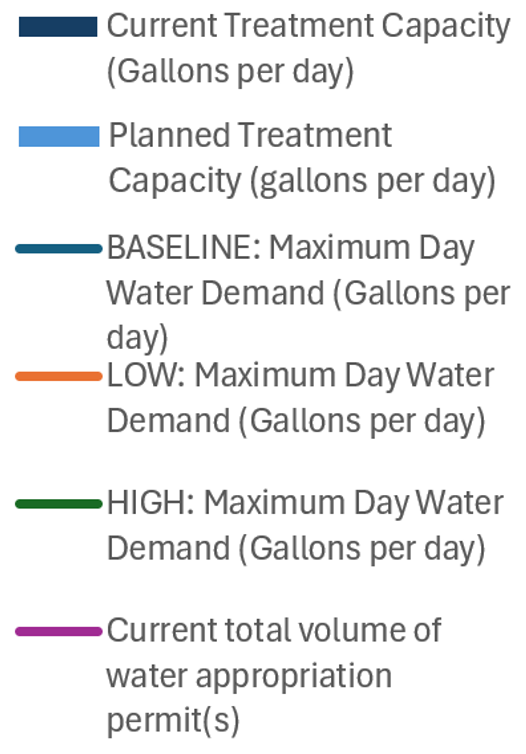 Current Treatment Capacity
(Gallons per day)
Planned Treatment
Capacity (gallons per day)
BASELINE: Maximum Day
Water Demand (Gallons per
day)
LOW: Maximum Day Water
Demand (Gallons per day)
HIGH: Maximum Day Water
Demand (Gallons per day)
Current total volume of
water appropriation
permit(s)